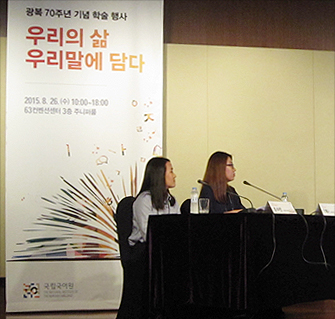 광복 70주년 기념 학술 행사
우리의 삶
우리말에 담다
2015. 8. 26. (수) 10:00~18:00
63컨벤션센터 3층 주니퍼홀
국립국어원